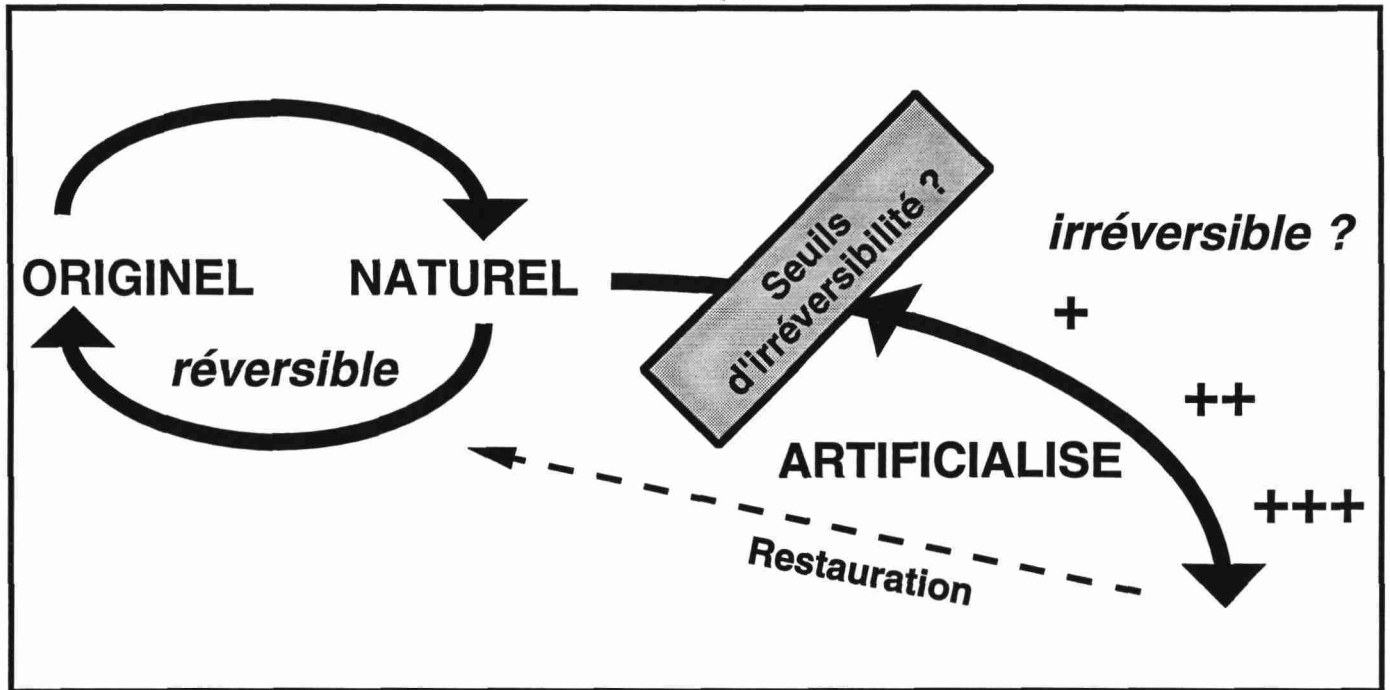 Seuils
d'irréversibilité ?
irréversible ?
ORIGINEL
NATUREL
+
réversible
++
ARTIFICIALISE
+++
Restauration